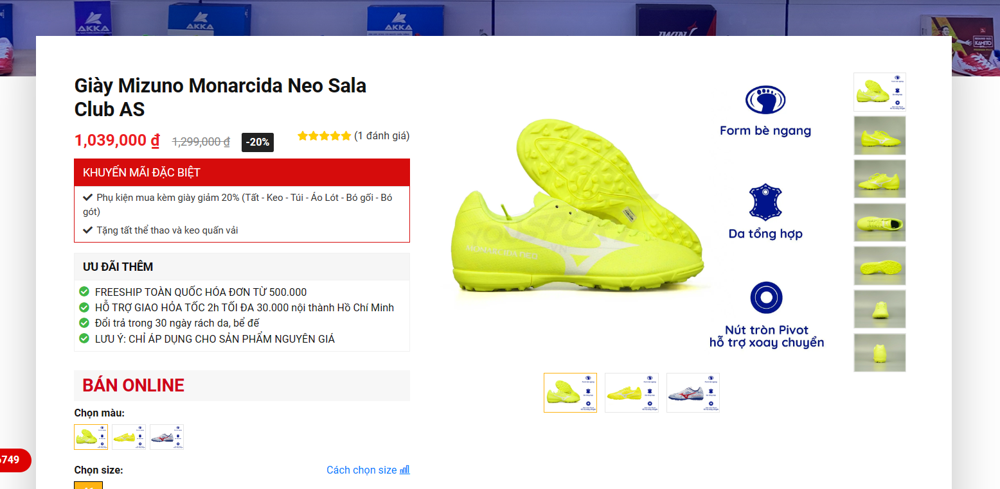 AKKA
AKKA
AKKA
IWIN
KAMITO
Giày Mizuno Monarcida Neo Sala
Club AS
1,039,000 ₫ 1,299,000 ₫ -20% (1 đánh giá)
KHUYẾN MÃI ĐẶC BIỆT
Phụ kiện mua kèm giày giảm 20% (Tất - Keo - Túi - Áo Lót - Bó gối - Bó
gót)
Tặng tất thể thao và keo quấn vải
ƯU ĐÃI THÊM
FREESHIP TOÀN QUỐC HÓA ĐƠN TỪ 500.000
HỖ TRỢ GIAO HỎA TỐC 2h TỐI ĐA 30.000 nội thành Hồ Chí Minh
Đổi trả trong 30 ngày rách da, bể đế
LƯU Ý: CHỈ ÁP DỤNG CHO SẢN PHẨM NGUYÊN GIÁ
BÁN ONLINE
Chọn màu:
Chọn size: Cách chọn size
6749
Form bè ngang
Da tổng hợp
Nút tròn Pivot
hỗ trợ xoay chuyển
YOUSPORT
MONARCIDA NEO